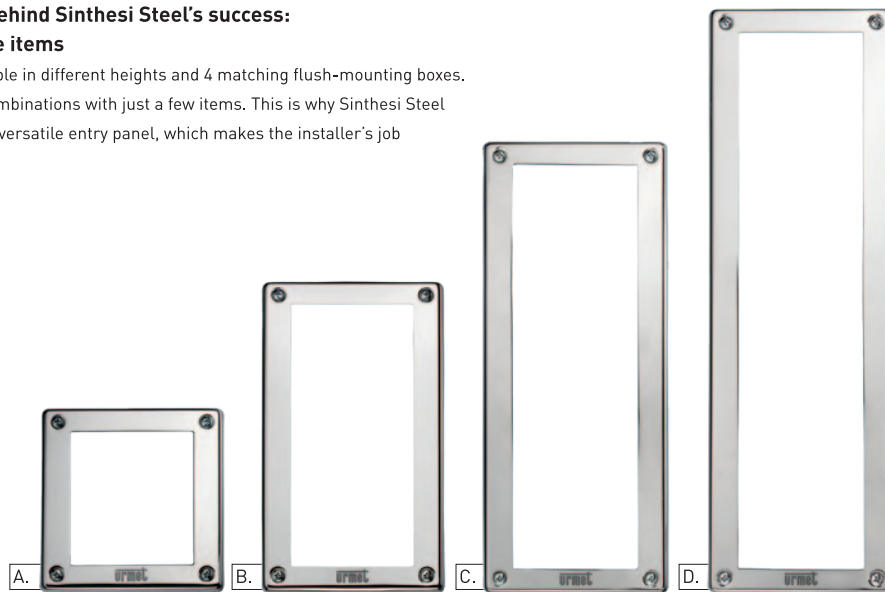 ehind Sinthesi Steel's success:
e items
ble in different heights and 4 matching flush-mounting boxes.
mbinations with just a few items. This is why Sinthesi Steel
versatile entry panel, which makes the installer's job
A.
urmet
B.
urmet
C.
urmet
D.
urmet